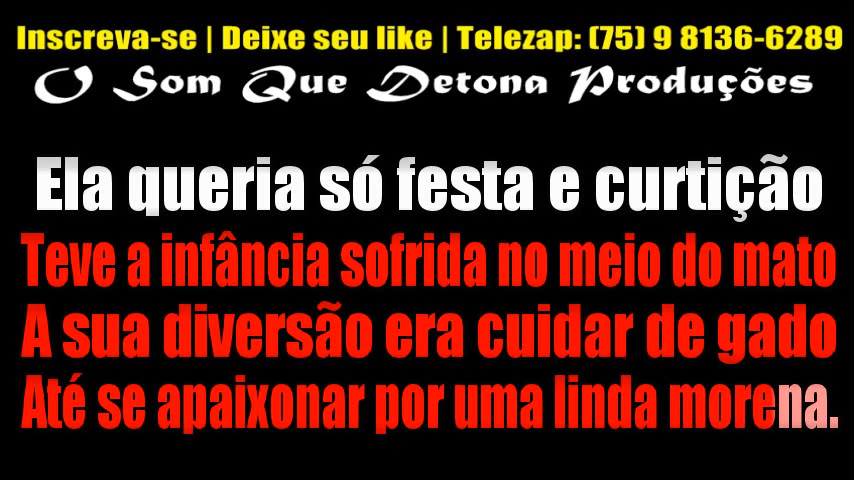 Inscreva-se | Deixe seu like | Telezap: (75) 9 8136-6289
O Som Que Detona Produções
Ela queria só festa e curtição
Teve a infância sofrida no meio do mato
A sua diversão era cuidar de gado
Até se apaixonar por uma linda morena.